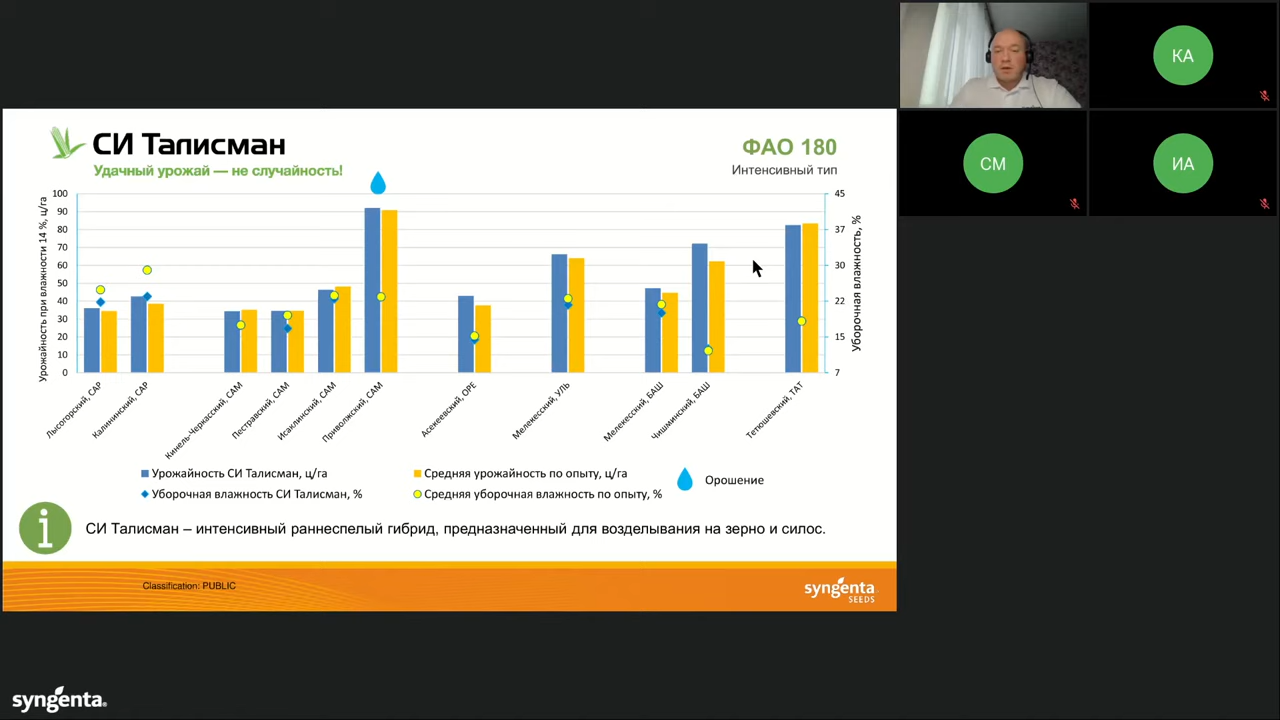 СИ Талисман
Удачный урожай — не случайность!
ФАО 180
Интенсивный тип
Урожайность при влажности 14 %, ц/га
100
90
80
70
60
50
40
30
20
10
0
45
37
30
22
15
7
Уборочная влажность, %
Лысогорский, САР
Калининский, САР
Кинель-Черкасский, САМ
Пестравский, САМ
Исаклинский, САМ
Приволжский, САМ
Асекеевский, ОРЕ
Мелекесский, УЛЬ
Мелекесский, БАШ
Чишминский, БАШ
Тетюшевский, ТАТ
Урожайность СИ Талисман, ц/га
Средняя урожайность по опыту, ц/га
Орошение
Уборочная влажность СИ Талисман, %
Средняя уборочная влажность по опыту, %
i
СИ Талисман – интенсивный раннеспелый гибрид, предназначенный для возделывания на зерно и силос.
Classification: PUBLIC
syngenta
SEEDS
КА
СМ
ИА
syngenta